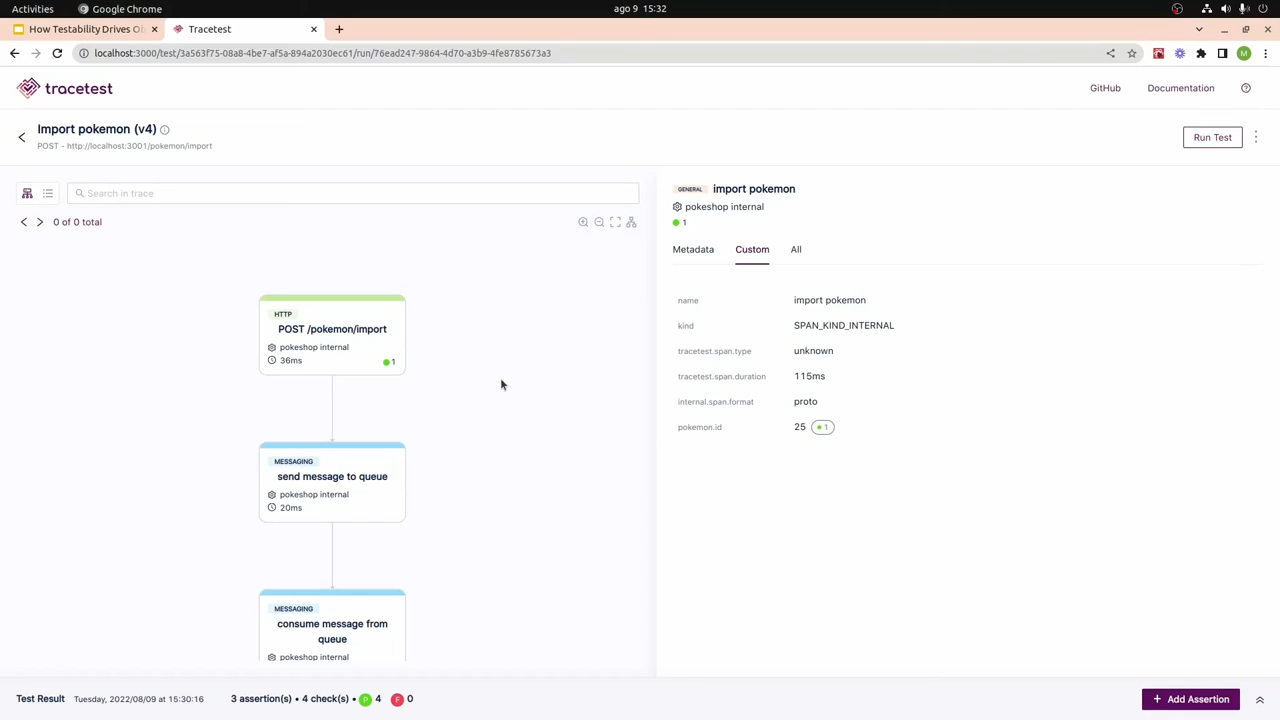 Activities
Google Chrome
ago 9 15:32
How Testability Drives Ob
Tracetest
localhost:3000/test/3a563f75-08a8-4be7-af5a-894a2030ec61/run/76ead247-9864-4d70-a3b9-4fe8785673a3
M
tracetest
GitHub
Documentation
Import pokemon (v4)
POST - http://localhost:3001/pokemon/import
Run Test
Search in trace
0 of 0 total
HTTP
POST /pokemon/import
pokeshop internal
36ms
1
MESSAGING
send message to queue
pokeshop internal
20ms
MESSAGING
consume message from
queue
pokeshop internal
GENERAL import pokemon
pokeshop internal
1
Metadata Custom All
name import pokemon
kind SPAN_KIND_INTERNAL
tracetest.span.type unknown
tracetest.span.duration 115ms
internal.span.format proto
pokemon.id 25 1
Test Result Tuesday, 2022/08/09 at 15:30:16 3 assertion(s) • 4 check(s) • P 4 F 0
+ Add Assertion